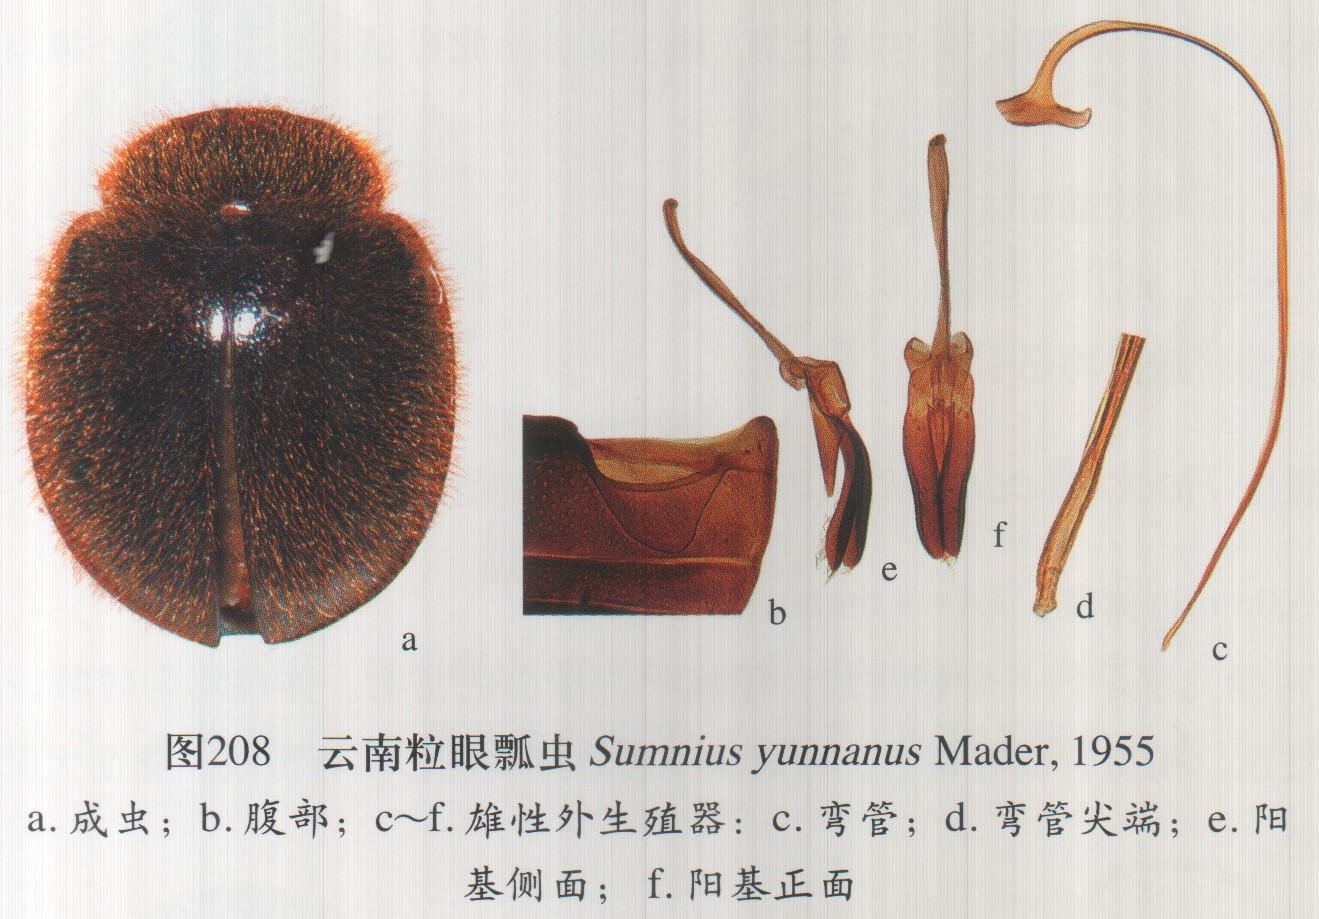 a
b
e
f
d
c
图208 云南粒眼瓢虫 Sumnius yunnanus Mader, 1955
a. 成虫；b. 腹部；c～f. 雄性外生殖器：c. 弯管；d. 弯管尖端；e. 阳
基侧面；f. 阳基正面